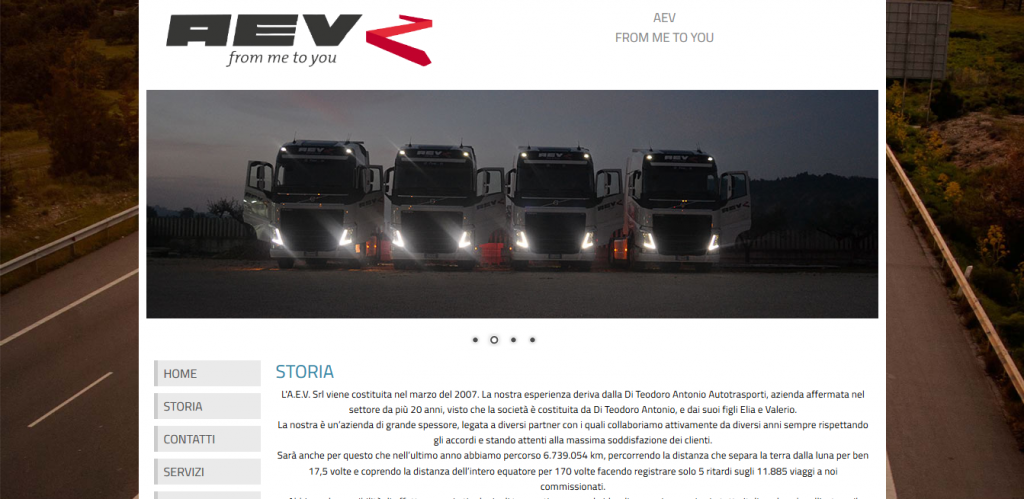 AEV
from me to you
AEV
FROM ME TO YOU
AEV
AEV
AEV
AEV
HOME
STORIA
CONTATTI
SERVIZI
STORIA
L'A.E.V. Srl viene costituita nel marzo del 2007. La nostra esperienza deriva dalla Di Teodoro Antonio Autotrasporti, azienda affermata nel
settore da più 20 anni, visto che la società è costituita da Di Teodoro Antonio, e dai suoi figli Elia e Valerio.
La nostra è un'azienda di grande spessore, legata a diversi partner con i quali collaboriamo attivamente da diversi anni sempre rispettando
gli accordi e stando attenti alla massima soddisfazione dei clienti.
Sarà anche per questo che nell'ultimo anno abbiamo percorso 6.739.054 km, percorrendo la distanza che separa la terra dalla luna per ben
17,5 volte e coprendo la distanza dell'intero equatore per 170 volte facendo registrare solo 5 ritardi sugli 11.885 viaggi a noi
commissionati.